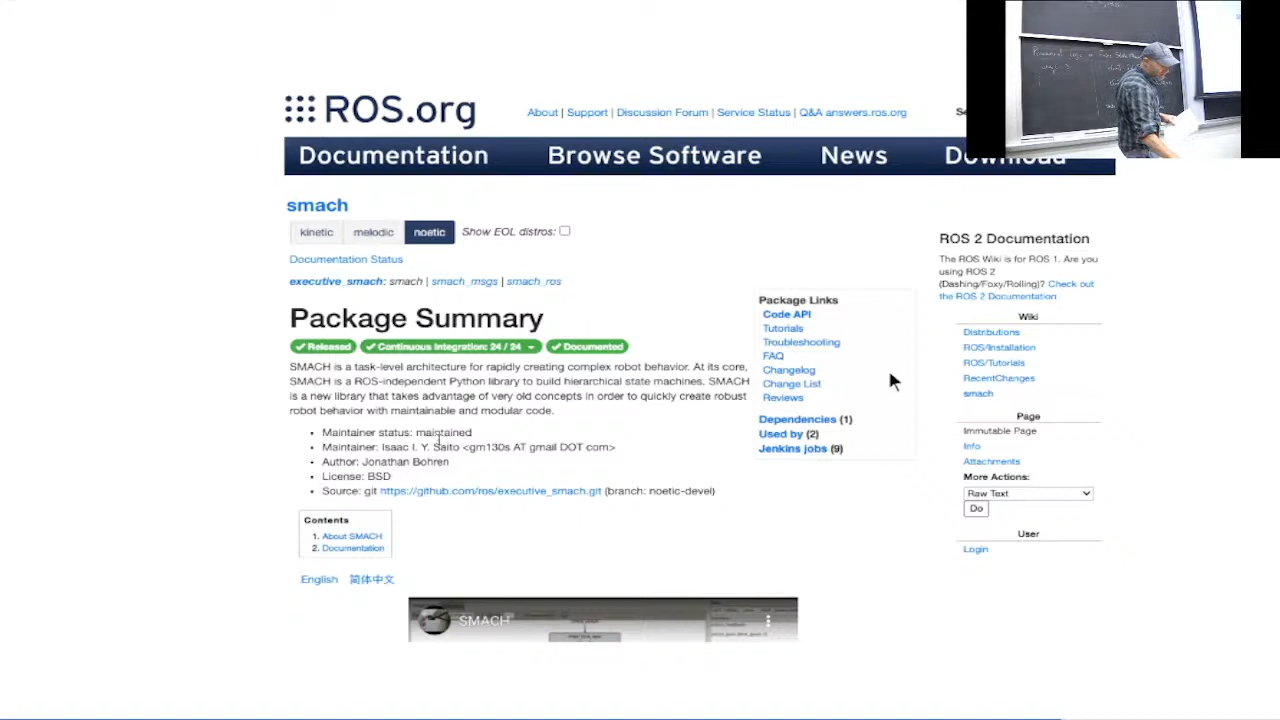 ROS.org
About | Support | Discussion Forum | Service Status | Q&A answers.ros.org
Se
Documentation
Browse Software
News
Download
smach
kinetic
melodic
noetic
Show EOL distros:
Documentation Status
executive_smach: smach | smach_msgs | smach_ros
Package Summary
Released
Continuous Integration: 24 / 24
Documented
SMACH is a task-level architecture for rapidly creating complex robot behavior. At its core,
SMACH is a ROS-independent Python library to build hierarchical state machines. SMACH
is a new library that takes advantage of very old concepts in order to quickly create robust
robot behavior with maintainable and modular code.
Maintainer status: maintained
Maintainer: Isaac I. Y. Saito <gm130s AT gmail DOT com>
Author: Jonathan Bohren
License: BSD
Source: git https://github.com/ros/executive_smach.git (branch: noetic-devel)
Contents
1. About SMACH
2. Documentation
English
简体中文
SMACH
Package Links
Code API
Tutorials
Troubleshooting
FAQ
Changelog
Change List
Reviews
Dependencies (1)
Used by (2)
Jenkins jobs (9)
ROS 2 Documentation
The ROS Wiki is for ROS 1. Are you
using ROS 2
(Dashing/Foxy/Rolling)? Check out
the ROS 2 Documentation
Wiki
Distributions
ROS/Installation
ROS/Tutorials
RecentChanges
smach
Page
Immutable Page
Info
Attachments
More Actions:
Raw Text
Do
User
Login